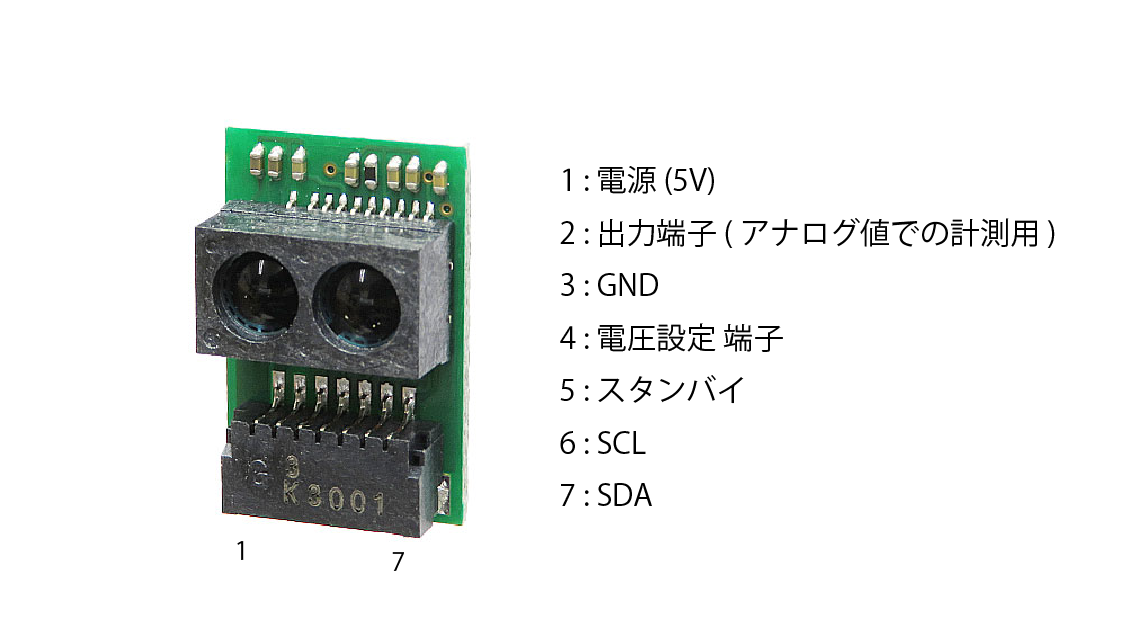 1 : 電源 (5V)
2 : 出力端子 ( アナログ値での計測用 )
3 : GND
4 : 電圧設定 端子
5 : スタンバイ
6 : SCL
7 : SDA
G 3
K3001
1
7